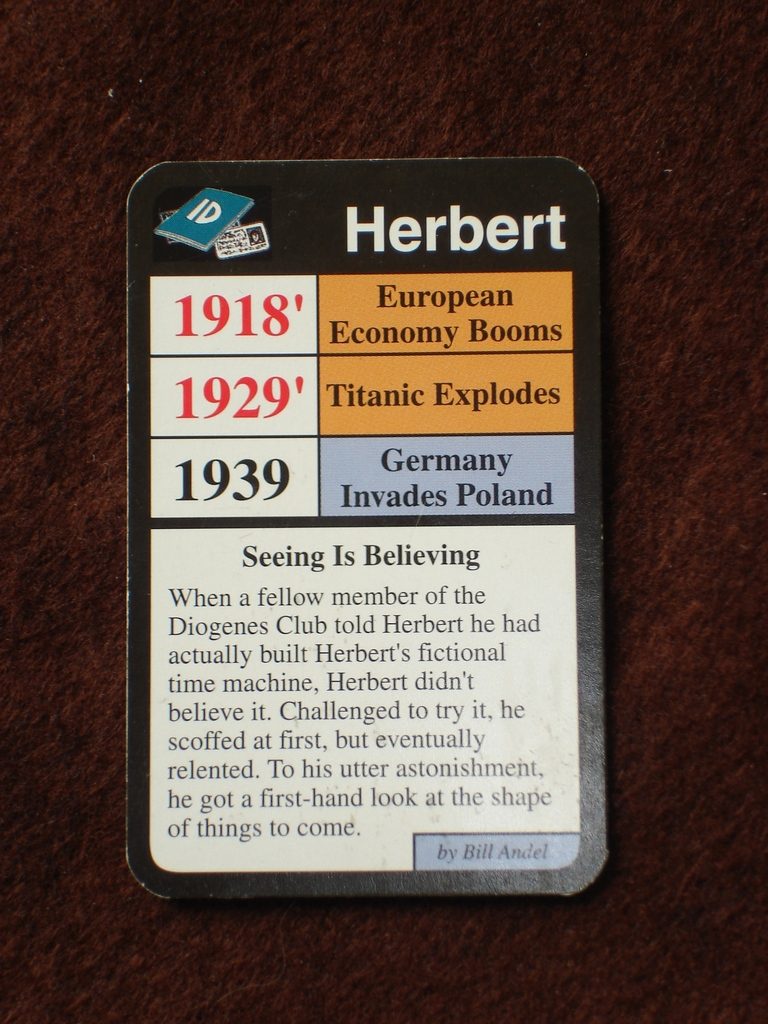 ID
Herbert
1918' European
Economy Booms
1929' Titanic Explodes
1939 Germany
Invades Poland
Seeing Is Believing
When a fellow member of the
Diogenes Club told Herbert he had
actually built Herbert's fictional
time machine, Herbert didn't
believe it. Challenged to try it, he
scoffed at first, but eventually
relented. To his utter astonishment,
he got a first-hand look at the shape
of things to come.
by Bill Andel